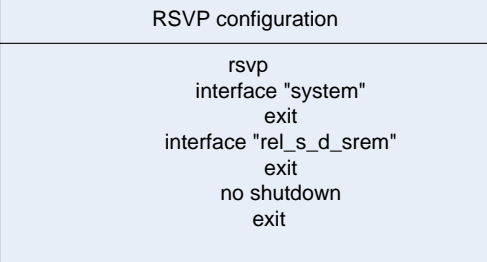 RSVP configuration
rsvp
interface "system"
exit
interface "rel_s_d_srem"
exit
no shutdown
exit